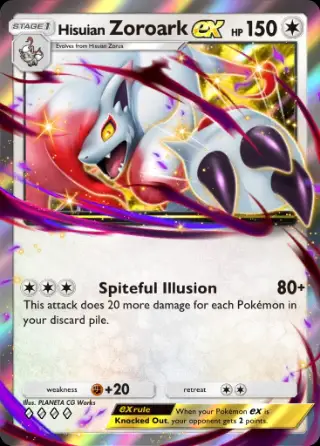 STAGE 1 Hisuian Zoroark ex HP 150
Evolves from Hisuian Zorua
Spiteful Illusion 80+
This attack does 20 more damage for each Pokémon in
your discard pile.
weakness +20 retreat
Illus. PLANETA CG Works
ex rule When your Pokémon ex is
Knocked Out, your opponent gets 2 points.